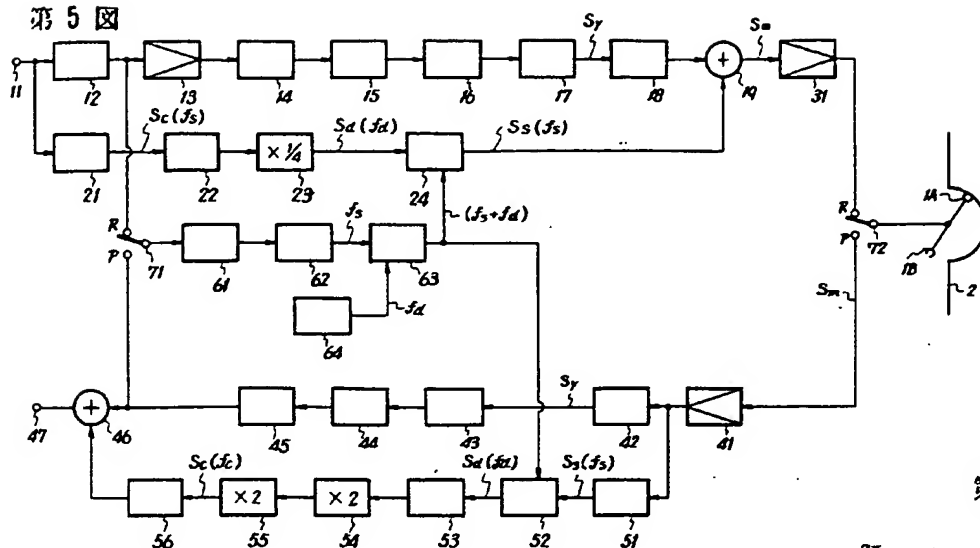 第 5 図
Sy
Sm
11
12
13
14
15
16
17
18
19
31
Sc(fs)
Sd(fd)
Ss(fs)
× 1/4
21
22
23
24
1A
R
P
71
fs
(fs+fd)
R
P
72
1B
2
61
62
63
fd
64
Sm
Sy
47
46
45
44
43
42
41
Sc(fc)
Sd(fd)
S3(fs)
× 2
× 2
56
55
54
53
52
51